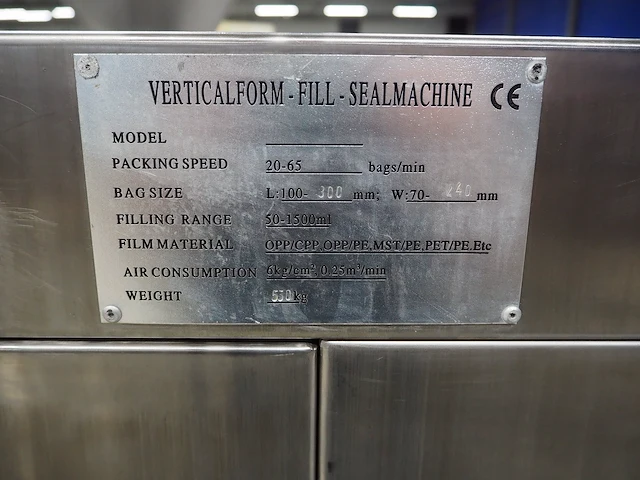 VERTICALFORM-FILL-SEALMACHINE CE
MODEL
PACKING SPEED 20-65 bags/min
BAG SIZE L:100-300 mm; W:70-240 mm
FILLING RANGE 50-1500ml
FILM MATERIAL OPP/CPP,OPP/PE,MST/PE,PET/PE.Etc
AIR CONSUMPTION 6kg/cm², 0.25m³/min
WEIGHT 550kg